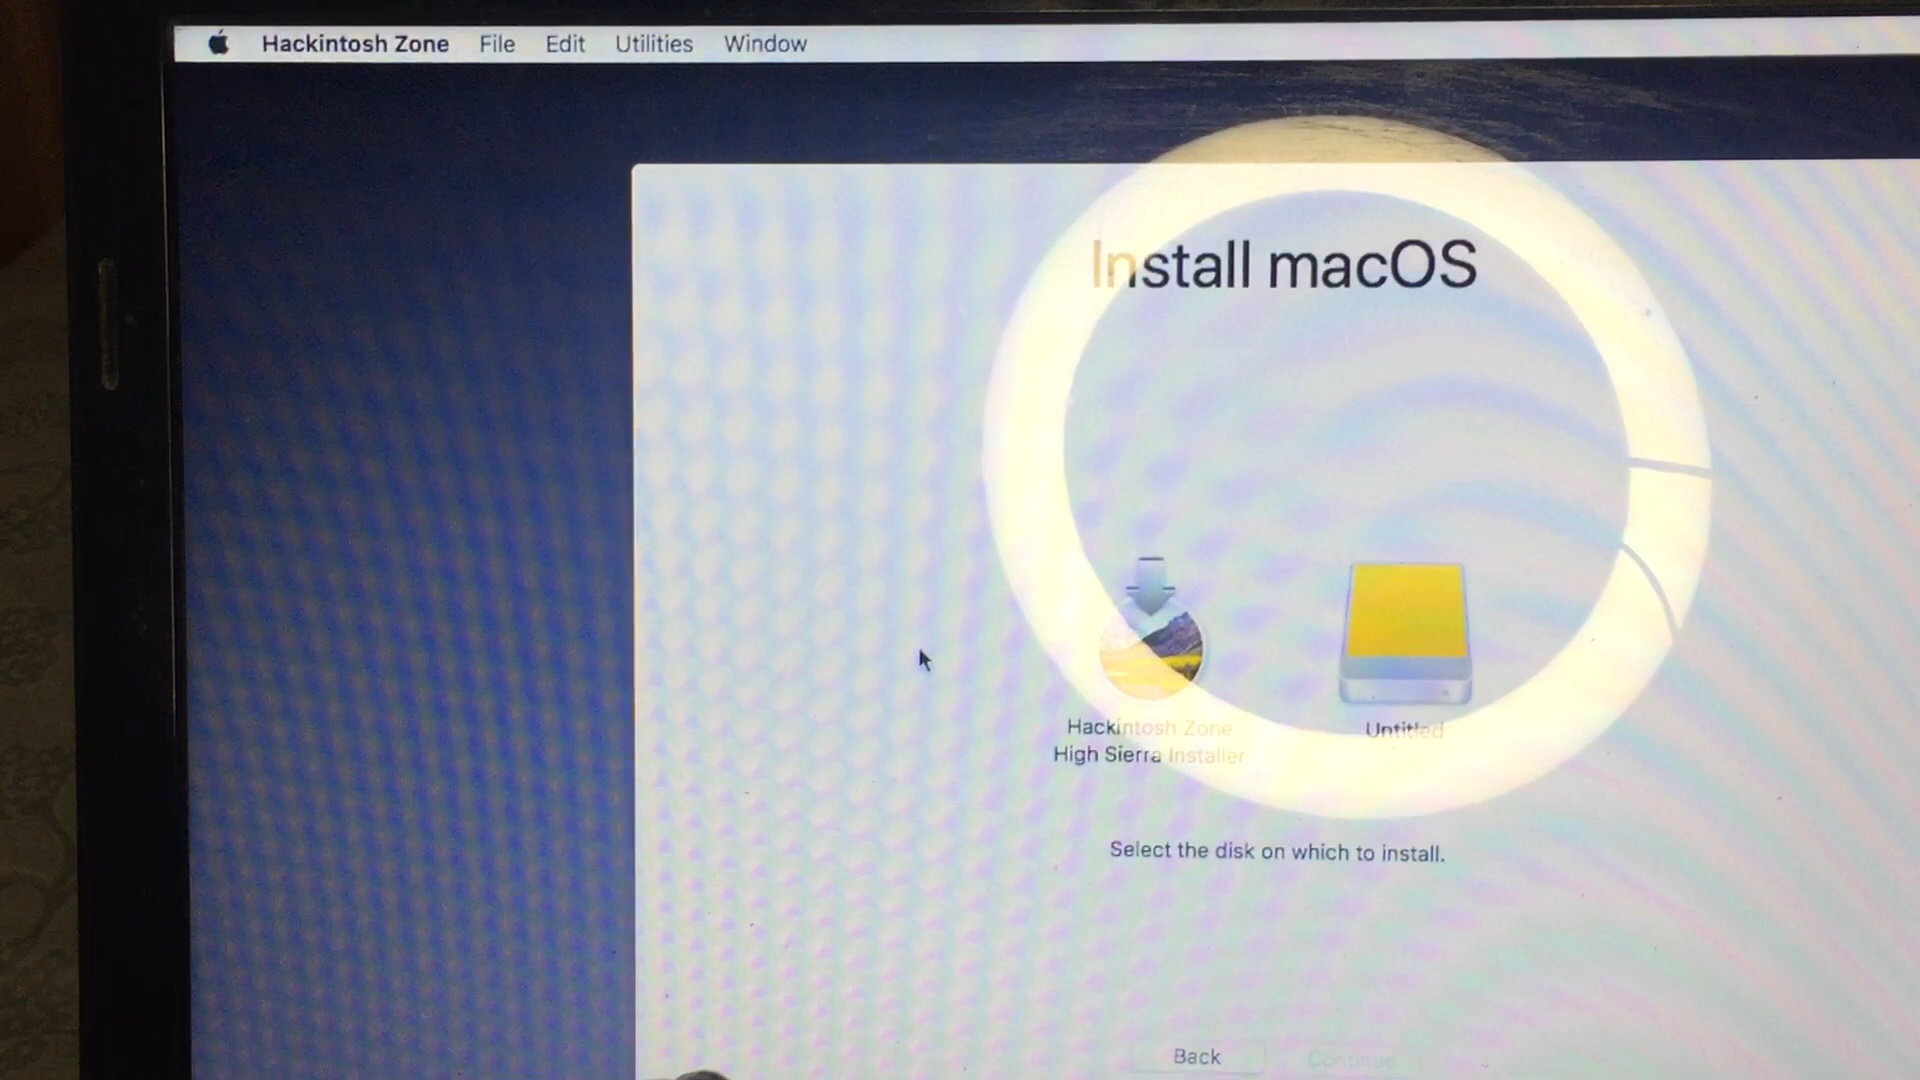 Hackintosh Zone File Edit Utilities Window
Install macOS
Hackintosh Zone
High Sierra Installer
Untitled
Select the disk on which to install.
Back Continue